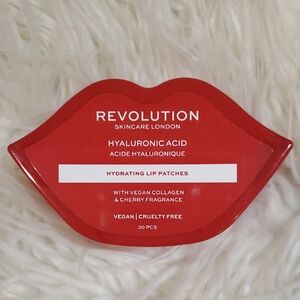 REVOLUTION
SKINCARE LONDON
HYALURONIC ACID
ACIDE HYALURONIQUE
HYDRATING LIP PATCHES
WITH VEGAN COLLAGEN
& CHERRY FRAGRANCE
VEGAN | CRUELTY FREE
30 PCS